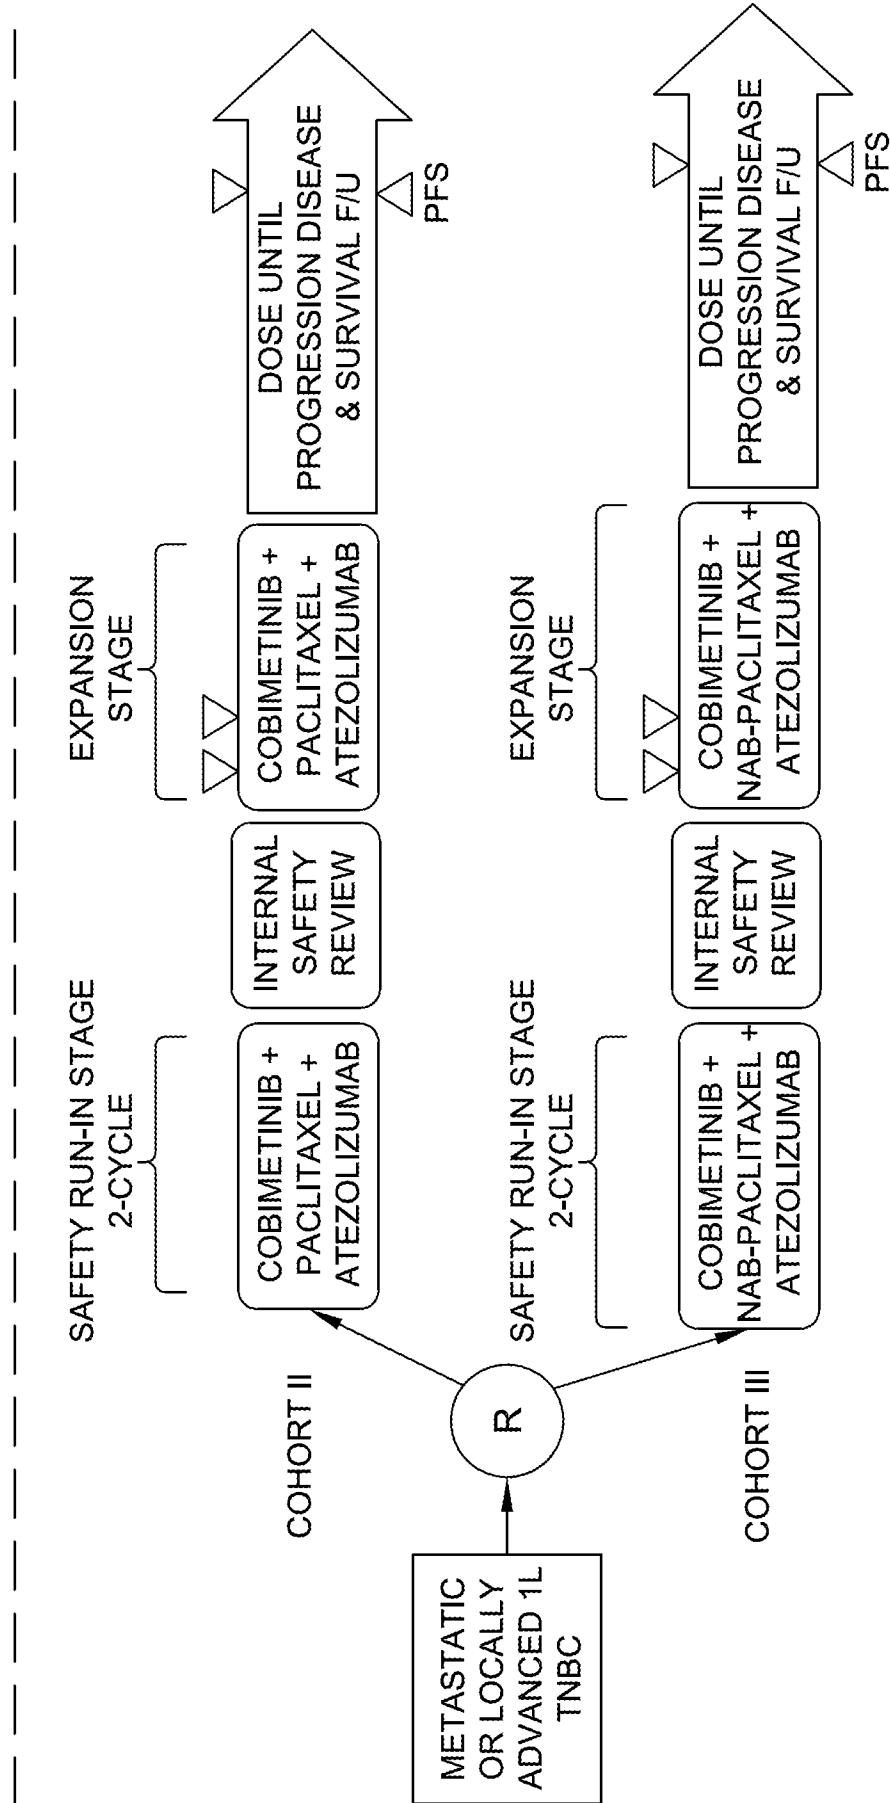 METASTATIC
OR LOCALLY
ADVANCED 1L
TNBC
R
COHORT II
SAFETY RUN-IN STAGE
2-CYCLE
COBIMETINIB +
PACLITAXEL +
ATEZOLIZUMAB
INTERNAL
SAFETY
REVIEW
EXPANSION
STAGE
COBIMETINIB +
PACLITAXEL +
ATEZOLIZUMAB
DOSE UNTIL
PROGRESSION DISEASE
& SURVIVAL F/U
PFS
COHORT III
SAFETY RUN-IN STAGE
2-CYCLE
COBIMETINIB +
NAB-PACLITAXEL +
ATEZOLIZUMAB
INTERNAL
SAFETY
REVIEW
EXPANSION
STAGE
COBIMETINIB +
NAB-PACLITAXEL +
ATEZOLIZUMAB
DOSE UNTIL
PROGRESSION DISEASE
& SURVIVAL F/U
PFS